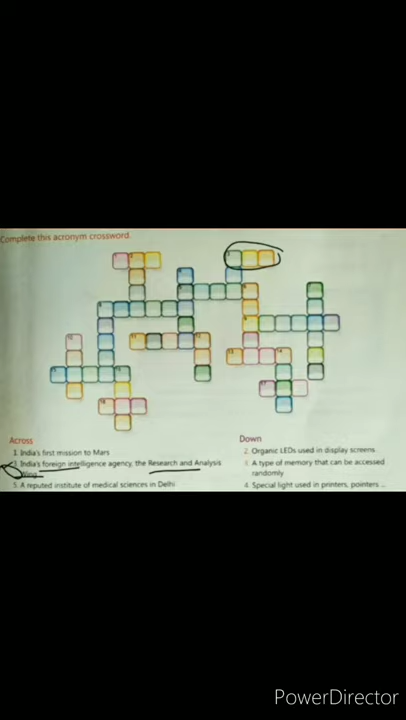 Complete this acronym crossword.
Across
1. India's first mission to Mars
3. India's foreign intelligence agency, the Research and Analysis
Wing
5. A reputed institute of medical sciences in Delhi
Down
2. Organic LEDs used in display screens
3. A type of memory that can be accessed
randomly
4. Special light used in printers, pointers ...
PowerDirector